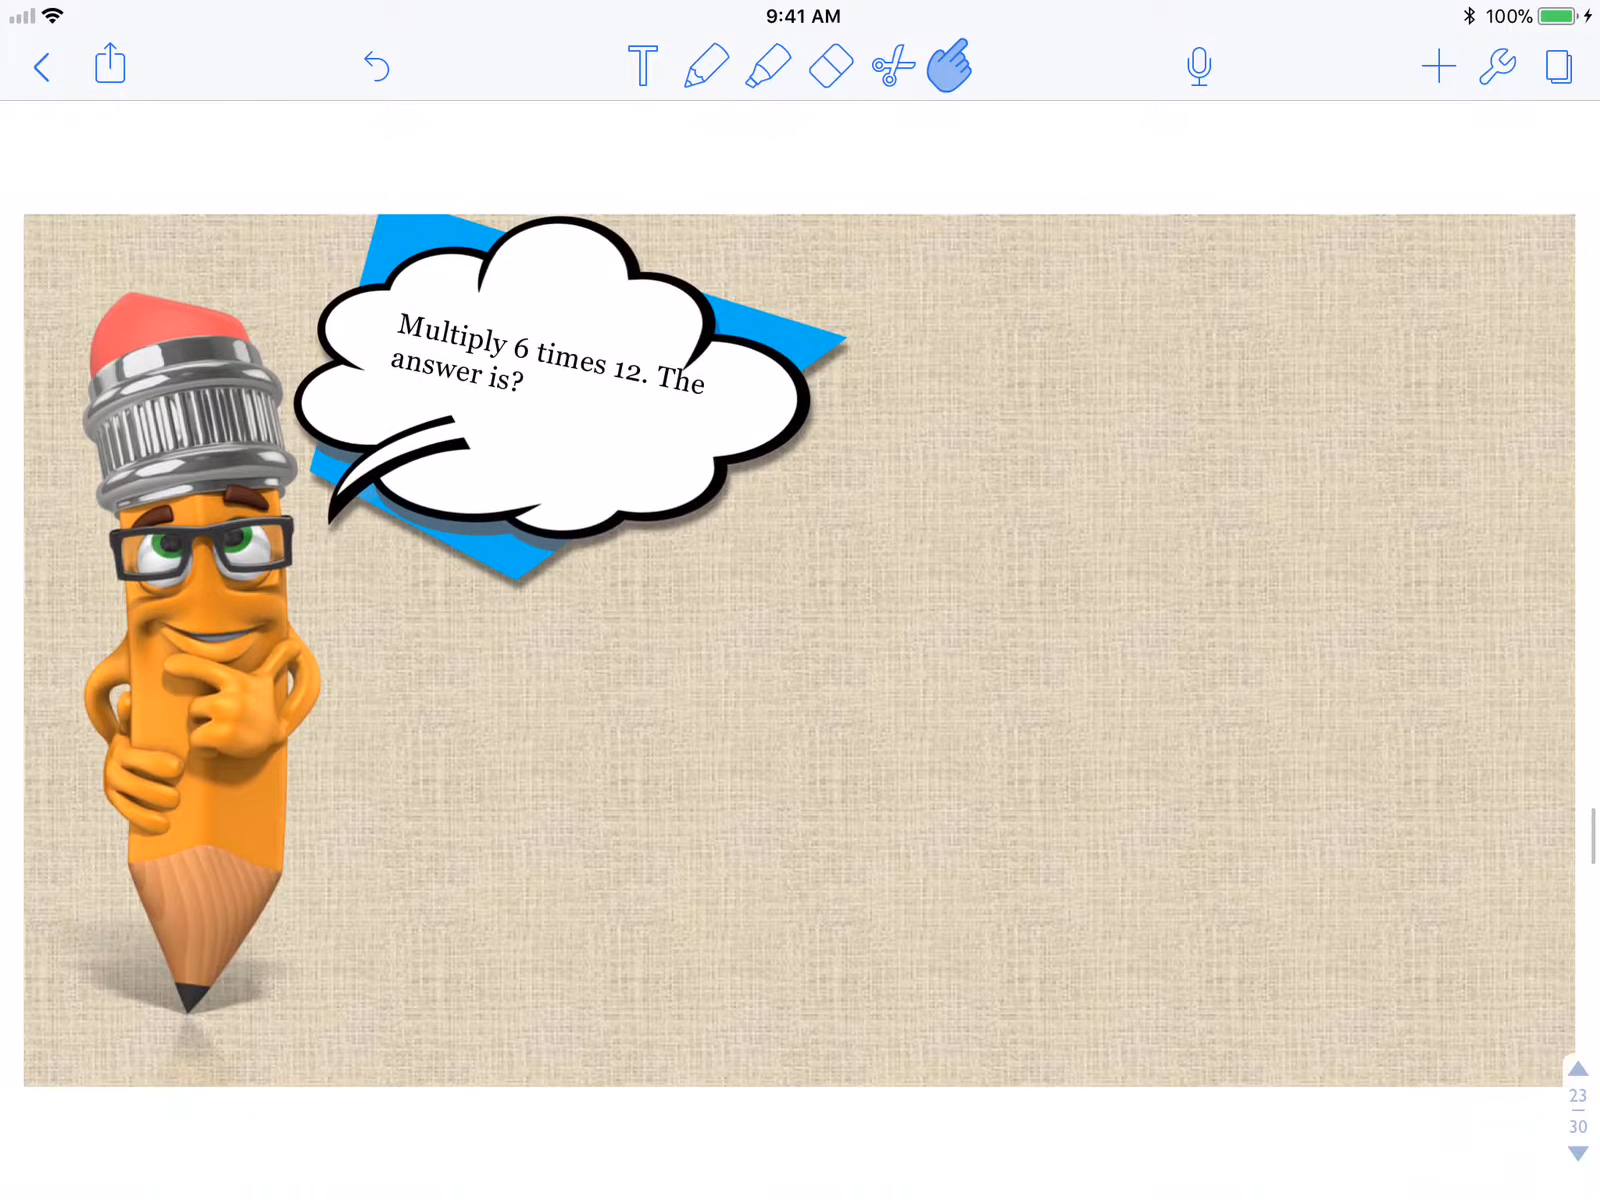 9:41 AM
100%
T
Multiply 6 times 12. The
answer is?
23
30